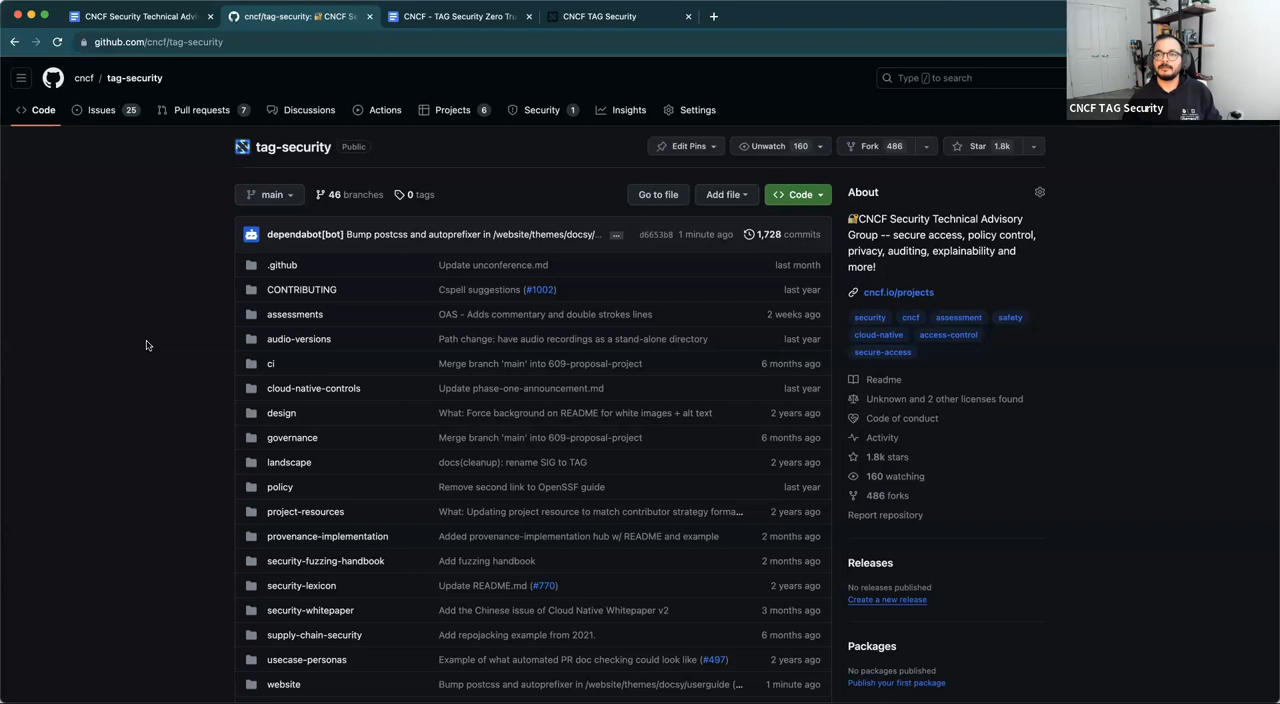 CNCF Security Technical Advi
cncf/tag-security: 🔐 CNCF S
CNCF - TAG Security Zero Tru
CNCF TAG Security
github.com/cncf/tag-security
cncf / tag-security
Type / to search
CNCF TAG Security
Code
Issues 25
Pull requests 7
Discussions
Actions
Projects 6
Security 1
Insights
Settings
tag-security Public
Edit Pins
Unwatch 160
Fork 486
Star 1.8k
main
46 branches
0 tags
Go to file
Add file
Code
dependabot[bot] Bump postcss and autoprefixer in /website/themes/docsy/... d6653b8 1 minute ago 1,728 commits
.github Update unconference.md last month
CONTRIBUTING Cspell suggestions (#1002) last year
assessments OAS - Adds commentary and double strokes lines 2 weeks ago
audio-versions Path change: have audio recordings as a stand-alone directory last year
ci Merge branch 'main' into 609-proposal-project 6 months ago
cloud-native-controls Update phase-one-announcement.md last year
design What: Force background on README for white images + alt text 2 years ago
governance Merge branch 'main' into 609-proposal-project 6 months ago
landscape docs(cleanup): rename SIG to TAG 2 years ago
policy Remove second link to OpenSSF guide last year
project-resources What: Updating project resource to match contributor strategy forma... 2 years ago
provenance-implementation Added provenance-implementation hub w/ README and example 2 months ago
security-fuzzing-handbook Add fuzzing handbook 2 months ago
security-lexicon Update README.md (#770) 2 years ago
security-whitepaper Add the Chinese issue of Cloud Native Whitepaper v2 3 months ago
supply-chain-security Add repojacking example from 2021. 6 months ago
usecase-personas Example of what automated PR doc checking could look like (#497) 2 years ago
website Bump postcss and autoprefixer in /website/themes/docsy/userguide (... 1 minute ago
About
🔐CNCF Security Technical Advisory
Group -- secure access, policy control,
privacy, auditing, explainability and
more!
cncf.io/projects
security cncf assessment safety
cloud-native access-control
secure-access
Readme
Unknown and 2 other licenses found
Code of conduct
Activity
1.8k stars
160 watching
486 forks
Report repository
Releases
No releases published
Create a new release
Packages
No packages published
Publish your first package